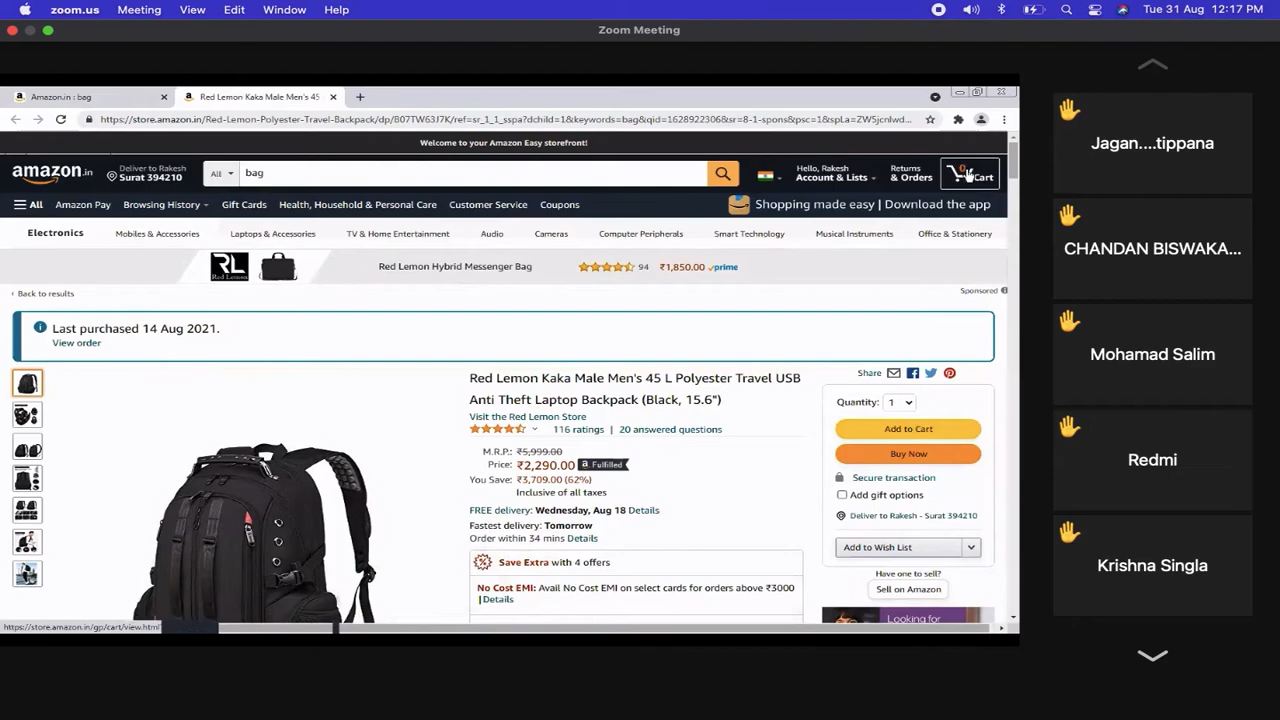 zoom.us Meeting View Edit Window Help Tue 31 Aug 12:17 PM
Zoom Meeting
Amazon.in : bag
Red Lemon Kaka Male Men's 45
https://store.amazon.in/Red-Lemon-Polyester-Travel-Backpack/dp/B07TW63J7K/ref=sr_1_1_sspa?dchild=1&keywords=bag&qid=1628922306&sr=8-1-spons&psc=1&spLa=ZW5jcnlwd...
Welcome to your Amazon Easy storefront!
amazon.in
Deliver to Rakesh
Surat 394210
All
bag
Hello, Rakesh
Account & Lists
Returns
& Orders
0
Cart
All Amazon Pay Browsing History Gift Cards Health, Household & Personal Care Customer Service Coupons Shopping made easy | Download the app
Electronics Mobiles & Accessories Laptops & Accessories TV & Home Entertainment Audio Cameras Computer Peripherals Smart Technology Musical Instruments Office & Stationery
RL
Red Lemon
Red Lemon Hybrid Messenger Bag 94 ₹1,850.00 prime
‹ Back to results
Sponsored
Last purchased 14 Aug 2021.
View order
Red Lemon Kaka Male Men's 45 L Polyester Travel USB
Anti Theft Laptop Backpack (Black, 15.6")
Visit the Red Lemon Store
116 ratings | 20 answered questions
M.R.P.: ₹5,999.00
Price: ₹2,290.00 a Fulfilled
You Save: ₹3,709.00 (62%)
Inclusive of all taxes
FREE delivery: Wednesday, Aug 18 Details
Fastest delivery: Tomorrow
Order within 34 mins Details
Save Extra with 4 offers
No Cost EMI: Avail No Cost EMI on select cards for orders above ₹3000
| Details
Share
Quantity: 1
Add to Cart
Buy Now
Secure transaction
Add gift options
Deliver to Rakesh - Surat 394210
Add to Wish List
Have one to sell?
Sell on Amazon
Looking for
https://store.amazon.in/gp/cart/view.html?
Jagan....tippana
CHANDAN BISWAKA...
Mohamad Salim
Redmi
Krishna Singla